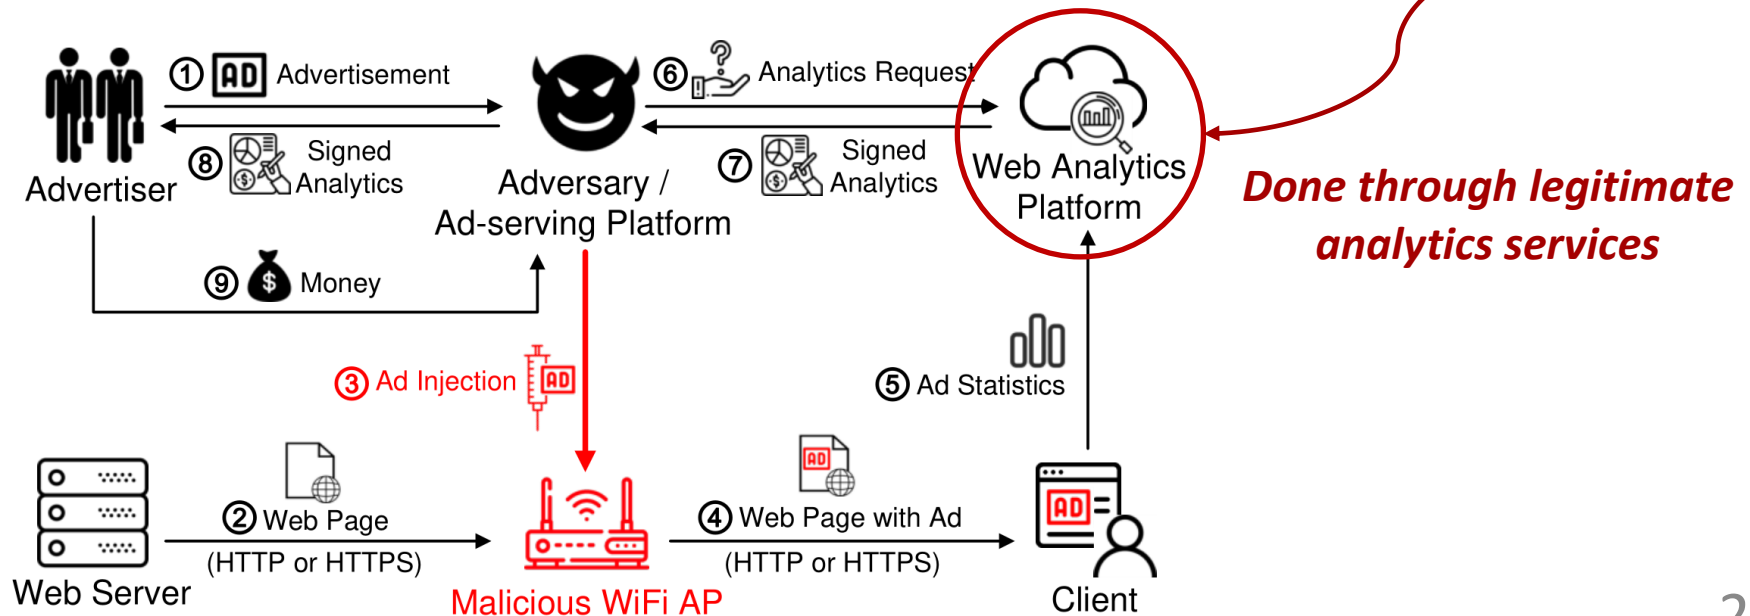 ① AD Advertisement
⑥ Analytics Request
⑧ Signed
Analytics
⑦ Signed
Analytics
Advertiser
Adversary /
Ad-serving Platform
Web Analytics
Platform
Done through legitimate
analytics services
⑨ $ Money
③ Ad Injection AD
⑤ Ad Statistics
② Web Page
(HTTP or HTTPS)
AD
④ Web Page with Ad
(HTTP or HTTPS)
AD
Web Server
Malicious WiFi AP
Client
2